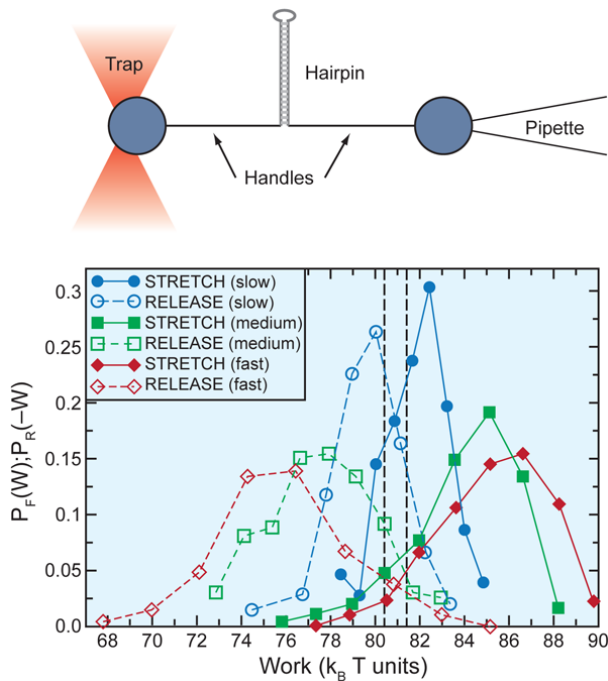 Trap
Hairpin
Pipette
Handles
STRETCH (slow)
RELEASE (slow)
STRETCH (medium)
RELEASE (medium)
STRETCH (fast)
RELEASE (fast)
P_F(W);P_R(–W)
0.3
0.25
0.2
0.15
0.1
0.05
0.0
68 70 72 74 76 78 80 82 84 86 88 90
Work (k_B T units)